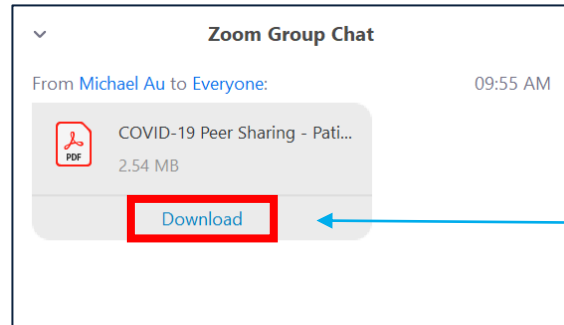 Zoom Group Chat
From Michael Au to Everyone: 09:55 AM
COVID-19 Peer Sharing - Pati...
PDF
2.54 MB
Download